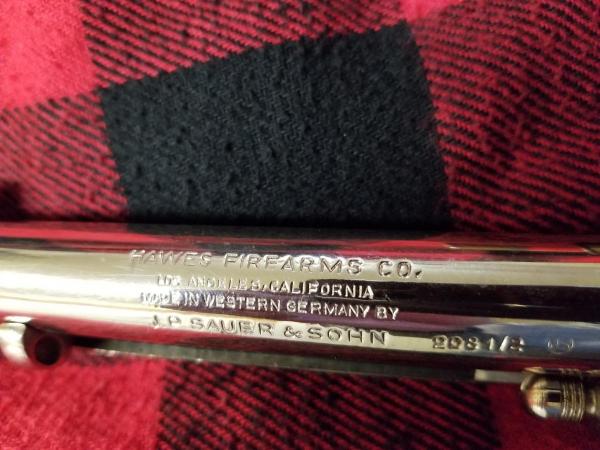 HAWES FIREARMS CO.
LOS ANGELES, CALIFORNIA
MADE IN WESTERN GERMANY BY
J.P. SAUER & SOHN